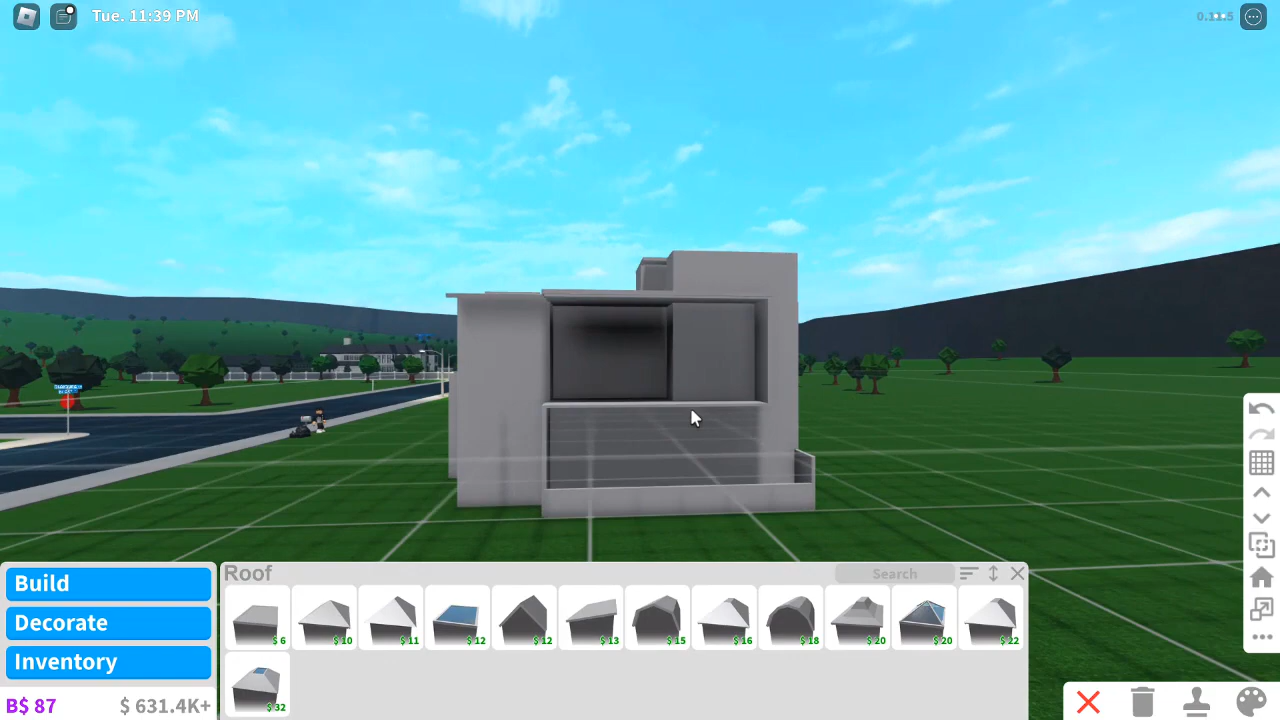 Tue. 11:39 PM
Build
Decorate
Inventory
B$ 87
$ 631.4K+
Roof
Search
$ 6
$ 10
$ 11
$ 12
$ 12
$ 13
$ 15
$ 16
$ 18
$ 20
$ 20
$ 22
$ 32